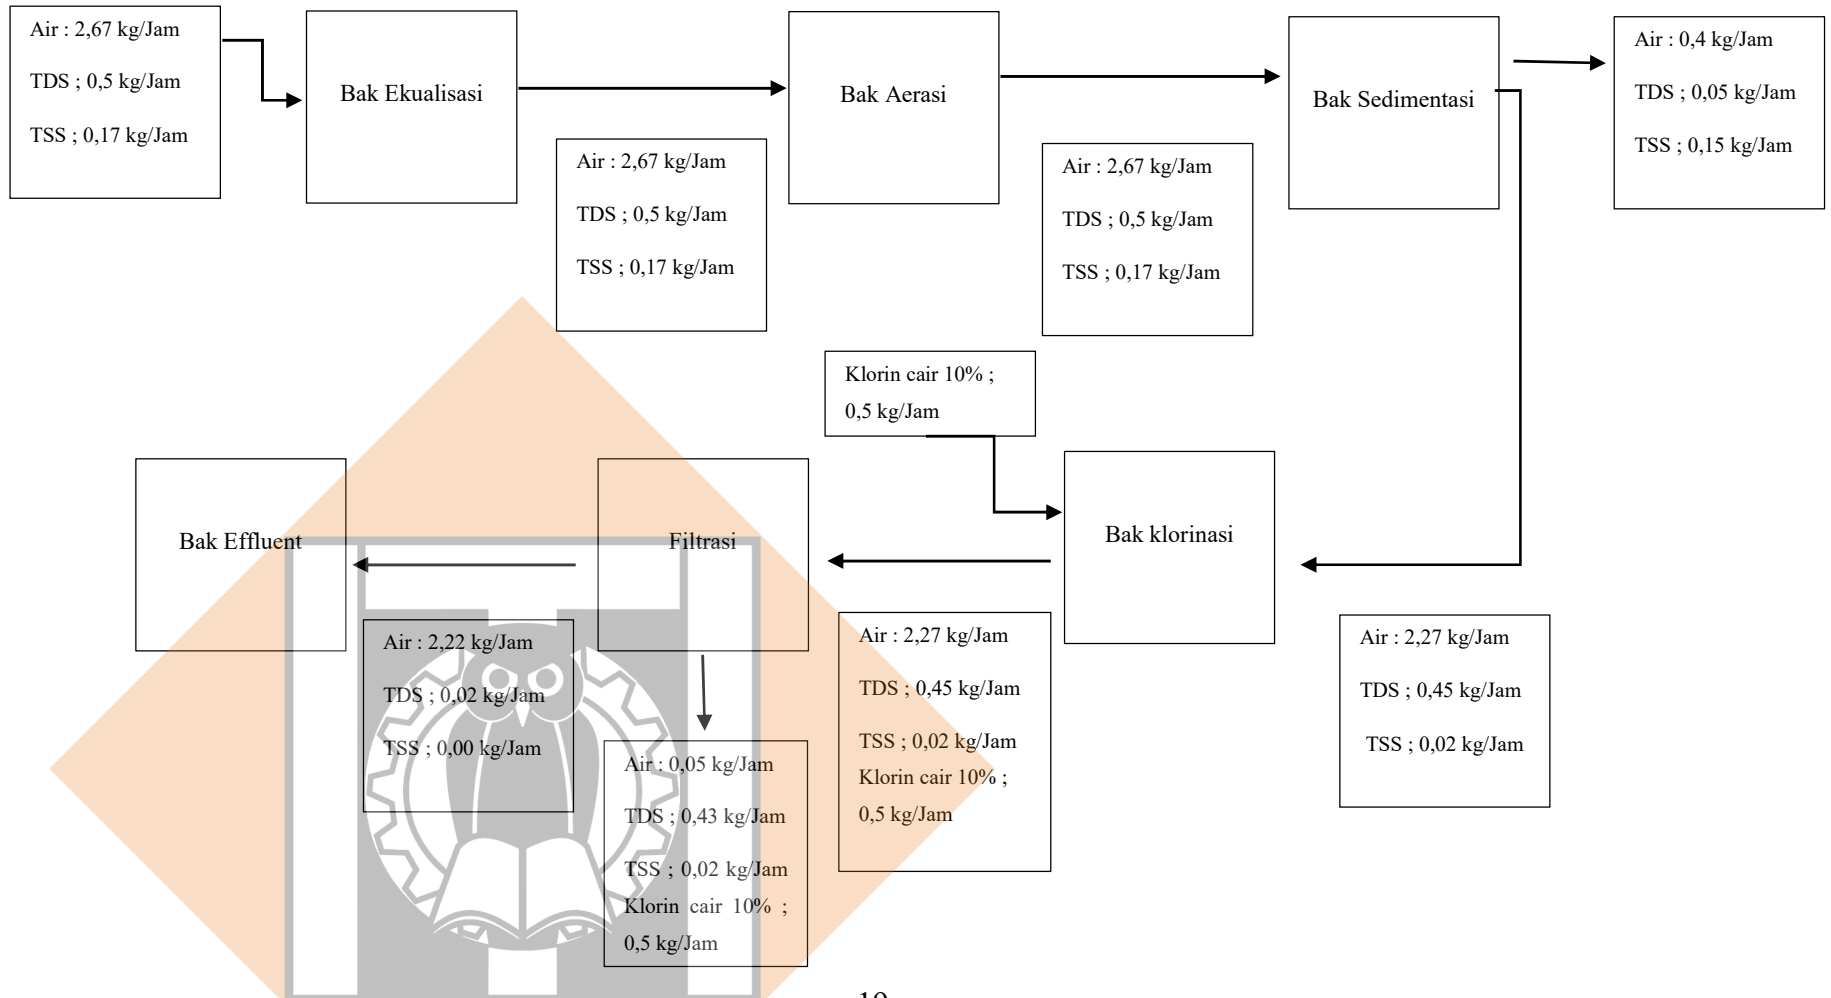 Air : 2,67 kg/Jam
TDS ; 0,5 kg/Jam
TSS ; 0,17 kg/Jam
Bak Ekualisasi
Air : 2,67 kg/Jam
TDS ; 0,5 kg/Jam
TSS ; 0,17 kg/Jam
Bak Aerasi
Air : 2,67 kg/Jam
TDS ; 0,5 kg/Jam
TSS ; 0,17 kg/Jam
Bak Sedimentasi
Air : 0,4 kg/Jam
TDS ; 0,05 kg/Jam
TSS ; 0,15 kg/Jam
Klorin cair 10% ;
0,5 kg/Jam
Bak Effluent
Filtrasi
Bak klorinasi
Air : 2,22 kg/Jam
TDS ; 0,02 kg/Jam
TSS ; 0,00 kg/Jam
Air : 0,05 kg/Jam
TDS ; 0,43 kg/Jam
TSS ; 0,02 kg/Jam
Klorin cair 10% ;
0,5 kg/Jam
Air : 2,27 kg/Jam
TDS ; 0,45 kg/Jam
TSS ; 0,02 kg/Jam
Klorin cair 10% ;
0,5 kg/Jam
Air : 2,27 kg/Jam
TDS ; 0,45 kg/Jam
TSS ; 0,02 kg/Jam